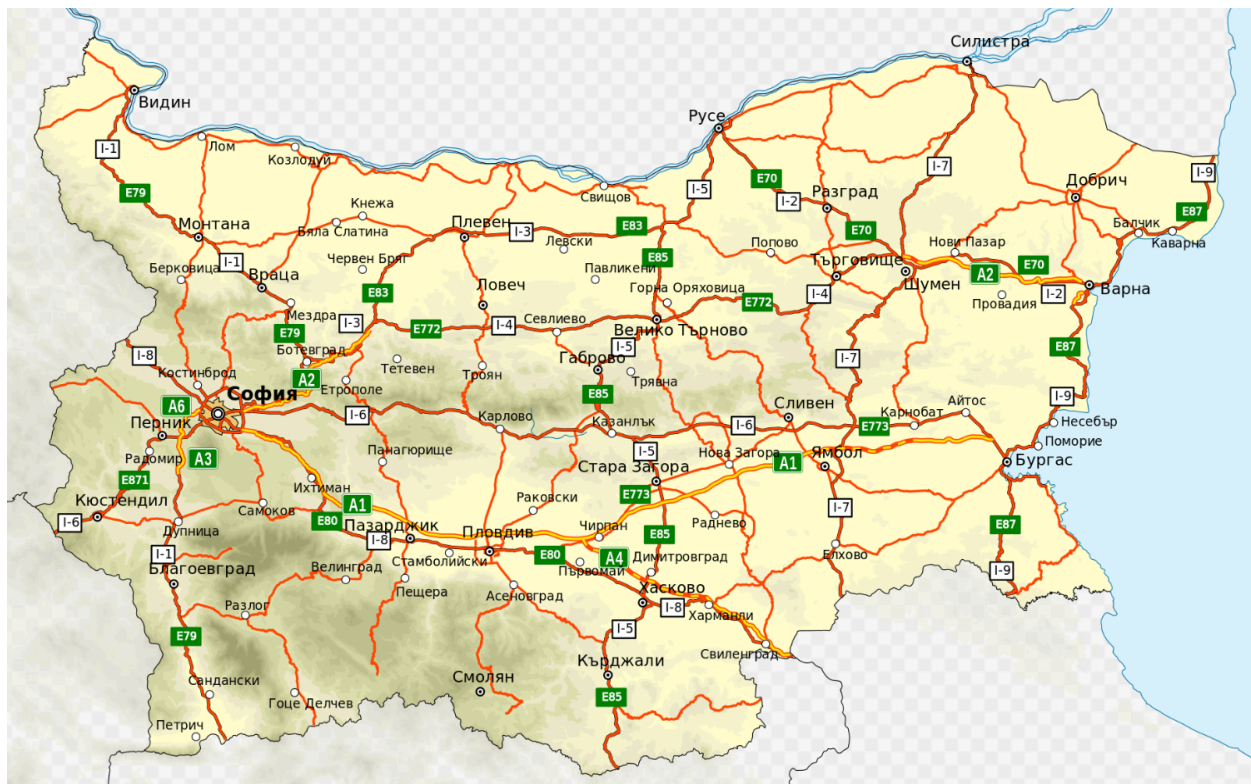 Силистра
Видин
Русе
Лом
I-1
Козлодуй
I-7
I-9
E70
Добрич
E79
I-5
Разград
I-2
Свищов
Кнежа
E87
Монтана
Бяла Слатина
Плевен
I-3
E83
Балчик
Каварна
E70
Левски
Попово
Нови Пазар
I-1
Берковица
Червен Бряг
E85
Търговище
E70
A2
Враца
Павликени
Шумен
Варна
Ловеч
Горна Оряховица
I-4
I-2
E83
E772
Провадия
Мездра
I-3
E772
I-4
Севлиево
Велико Търново
E79
I-5
I-8
Ботевград
Габрово
I-7
E87
Костинброд
Тетевен
Троян
Трявна
A2
Етрополе
София
E85
I-9
A6
I-6
Карлово
Казанлък
Сливен
Карнобат
Айтос
Перник
I-6
E773
Несебър
Радомир
A3
Панагюрище
I-5
Нова Загора
Ямбол
Поморие
E871
Стара Загора
A1
Бургас
Ихтиман
E773
Кюстендил
A1
Раковски
I-6
Самоков
E80
Пазарджик
Чирпан
Раднево
I-7
E87
Дупница
I-8
Пловдив
E85
I-1
Стамболийски
E80
A4
Димитровград
Елхово
Благоевград
Велинград
Първомай
I-9
Пещера
Асеновград
Хасково
Разлог
I-8
Харманли
E79
I-5
Свиленград
Кърджали
Сандански
Смолян
Гоце Делчев
E85
Петрич